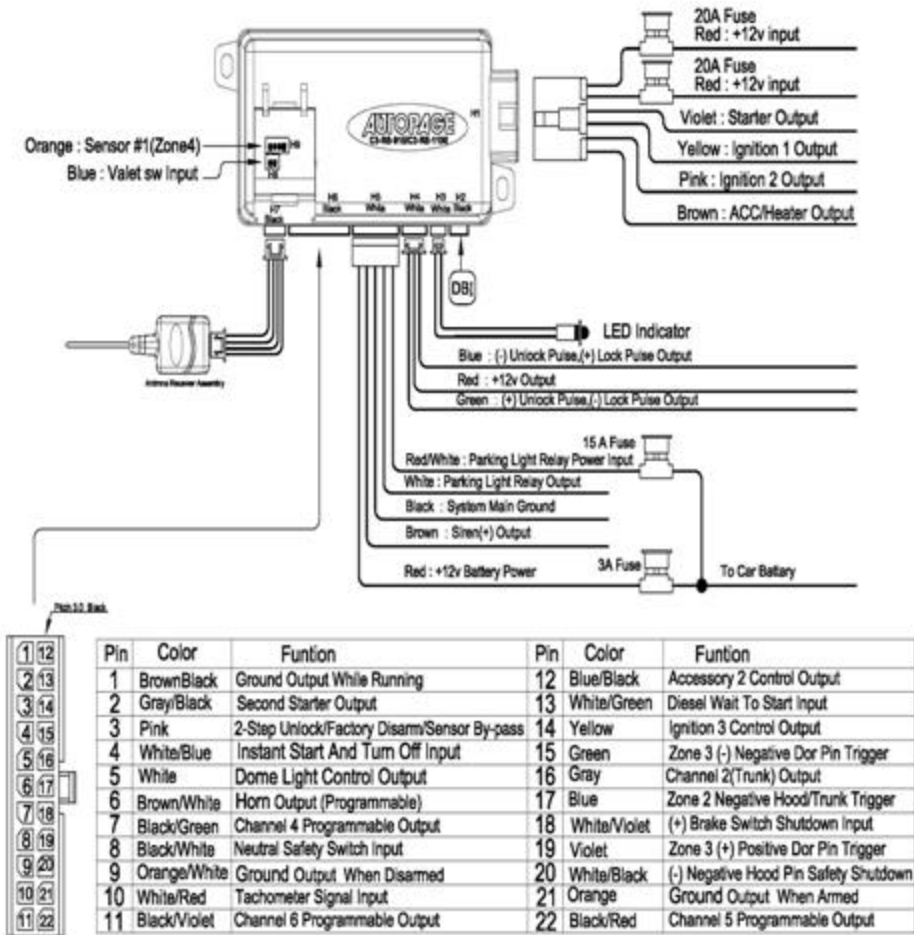 20A Fuse
Red : +12v input
20A Fuse
Red : +12v input
Violet : Starter Output
Yellow : Ignition 1 Output
Pink : Ignition 2 Output
Brown : ACC/Heater Output
AUTOPAGE
H1
Orange : Sensor #1(Zone4)
H9
Blue : Valet sw Input
H8
H7 Black
H6 Black
H5 White
H4 White
H3 White
H2 Black
DBI
LED Indicator
Blue : (-) Unlock Pulse,(+) Lock Pulse Output
Red : +12v Output
Green : (+) Unlock Pulse,(-) Lock Pulse Output
Antnna Receiver Assembly
15 A Fuse
Red/White : Parking Light Relay Power Input
White : Parking Light Relay Output
Black : System Main Ground
Brown : Siren(+) Output
3A Fuse
Red : +12v Battery Power
To Car Battary
Pitch 3.0 Black
1 12
2 13
3 14
4 15
5 16
6 17
7 18
8 19
9 20
10 21
11 22
Pin Color Funtion Pin Color Funtion
1 BrownBlack Ground Output While Running 12 Blue/Black Accessory 2 Control Output
2 Gray/Black Second Starter Output 13 White/Green Diesel Wait To Start Input
3 Pink 2-Step Unlock/Factory Disarm/Sensor By-pass 14 Yellow Ignition 3 Control Output
4 White/Blue Instant Start And Turn Off Input 15 Green Zone 3 (-) Negative Dor Pin Trigger
5 White Dome Light Control Output 16 Gray Channel 2(Trunk) Output
6 Brown/White Horn Output (Programmable) 17 Blue Zone 2 Negative Hood/Trunk Trigger
7 Black/Green Channel 4 Programmable Output 18 White/Violet (+) Brake Switch Shutdown Input
8 Black/White Neutral Safety Switch Input 19 Violet Zone 3 (+) Positive Dor Pin Trigger
9 Orange/White Ground Output When Disarmed 20 White/Black (-) Negative Hood Pin Safety Shutdown
10 White/Red Tachometer Signal Input 21 Orange Ground Output When Armed
11 Black/Violet Channel 6 Programmable Output 22 Black/Red Channel 5 Programmable Output